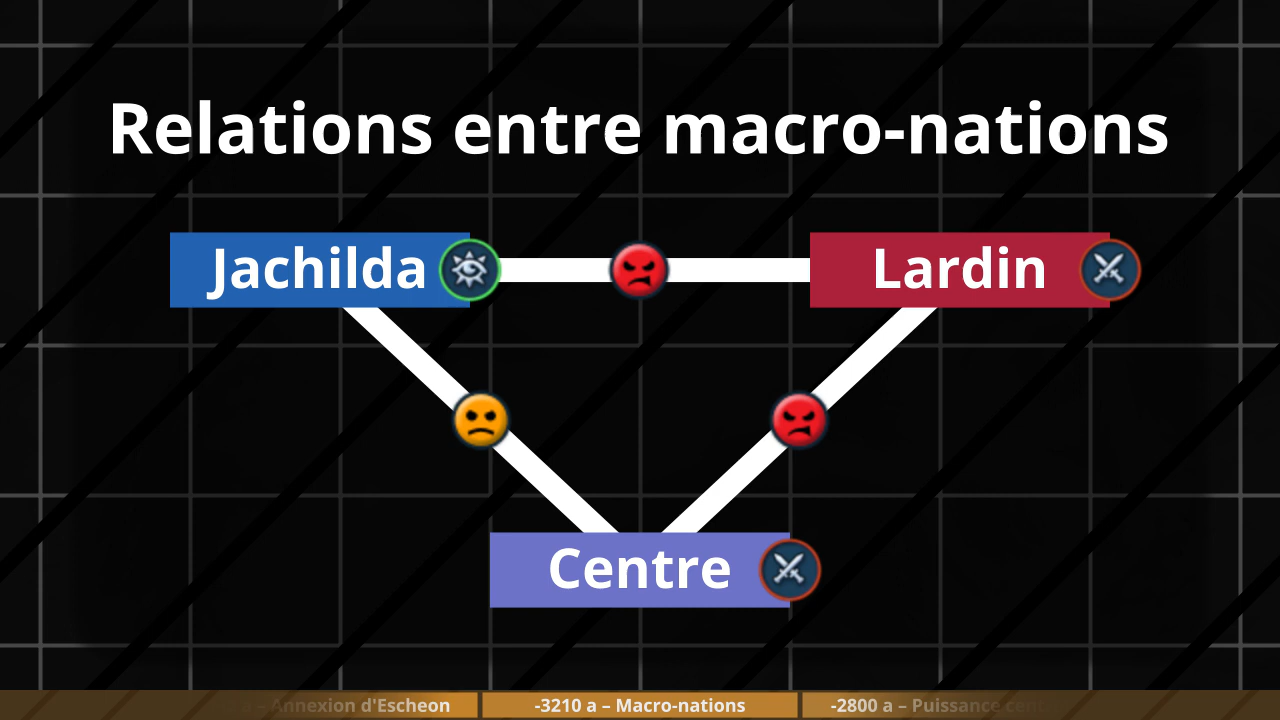 Relations entre macro-nations
Jachilda
Lardin
Centre
– Annexion d'Escheon
-3210 a – Macro-nations
-2800 a – Puissance